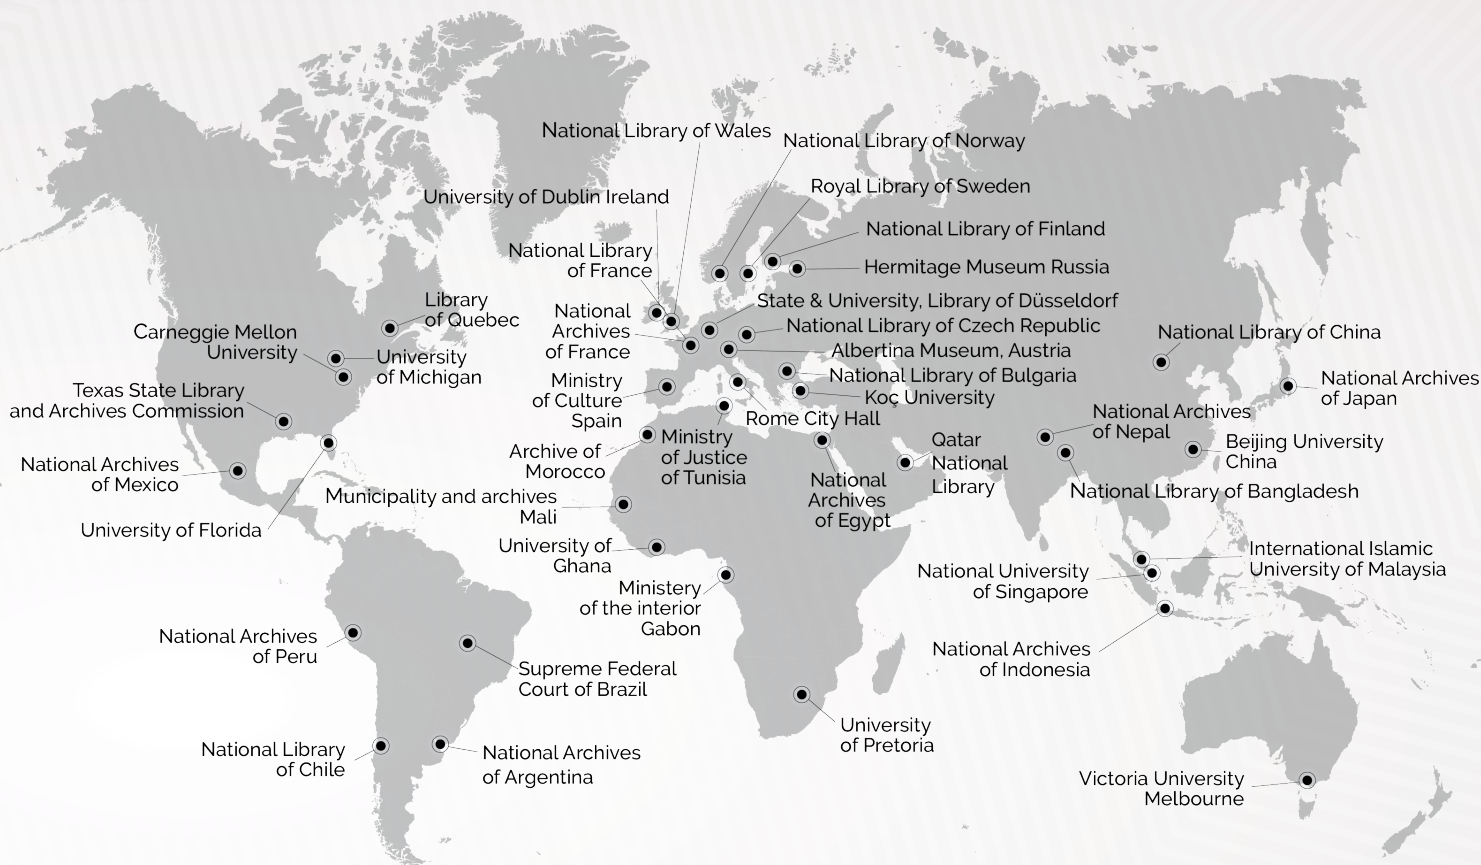 National Library of Wales
National Library of Norway
Royal Library of Sweden
University of Dublin Ireland
National Library of Finland
National Library
of France
Hermitage Museum Russia
Library
of Quebec
State & University, Library of Düsseldorf
National
Archives
of France
National Library of Czech Republic
Carneggie Mellon
University
National Library of China
University
of Michigan
Albertina Museum, Austria
Ministry
of Culture
Spain
National Library of Bulgaria
National Archives
of Japan
Texas State Library
and Archives Commission
Koç University
Rome City Hall
National Archives
of Nepal
Archive of
Morocco
Ministry
of Justice
of Tunisia
Qatar
National
Library
Beijing University
China
National Archives
of Mexico
National
Archives
of Egypt
National Library of Bangladesh
Municipality and archives
Mali
University of Florida
University of
Ghana
International Islamic
University of Malaysia
National University
of Singapore
Ministery
of the interior
Gabon
National Archives
of Peru
National Archives
of Indonesia
Supreme Federal
Court of Brazil
University
of Pretoria
National Library
of Chile
National Archives
of Argentina
Victoria University
Melbourne